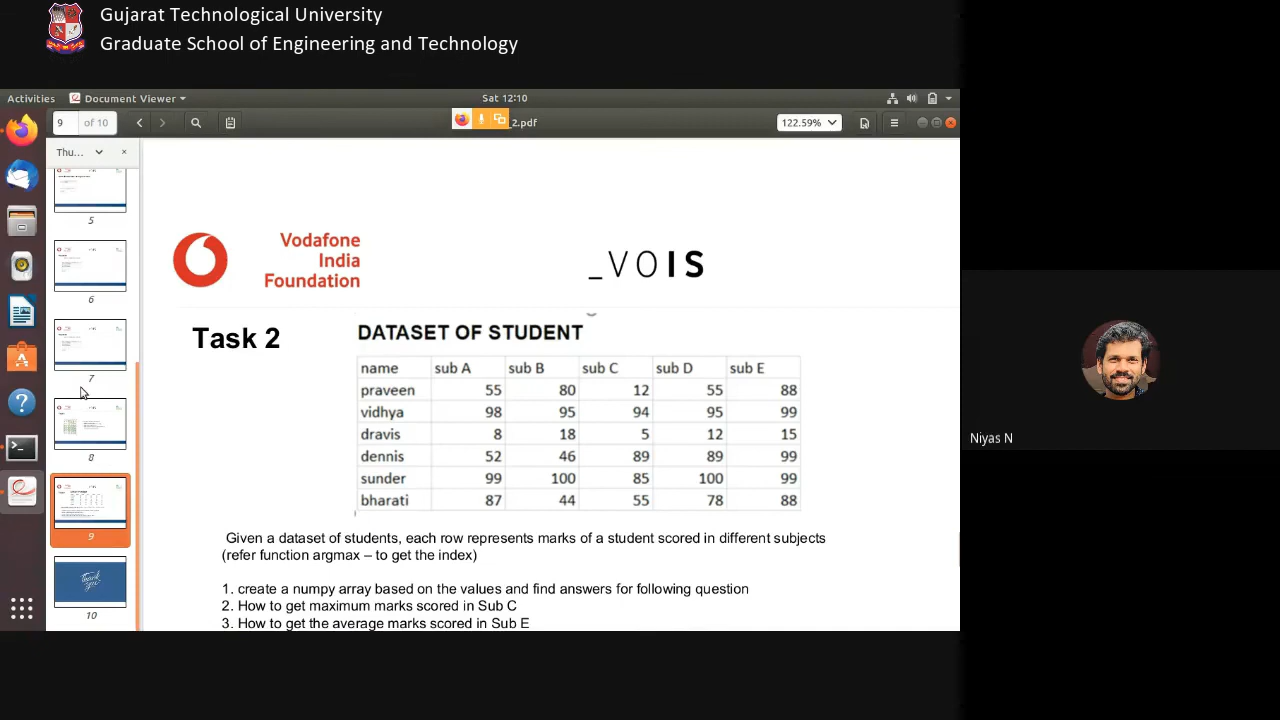 Gujarat Technological University
Graduate School of Engineering and Technology
Activities Document Viewer Sat 12:10
9 of 10 _2.pdf 122.59%
Thu...
5
6
7
8
9
10
Vodafone
India
Foundation
_VOIS
Task 2
DATASET OF STUDENT
name sub A sub B sub C sub D sub E
praveen 55 80 12 55 88
vidhya 98 95 94 95 99
dravis 8 18 5 12 15
dennis 52 46 89 89 99
sunder 99 100 85 100 99
bharati 87 44 55 78 88
Given a dataset of students, each row represents marks of a student scored in different subjects
(refer function argmax – to get the index)
1. create a numpy array based on the values and find answers for following question
2. How to get maximum marks scored in Sub C
3. How to get the average marks scored in Sub E
Niyas N